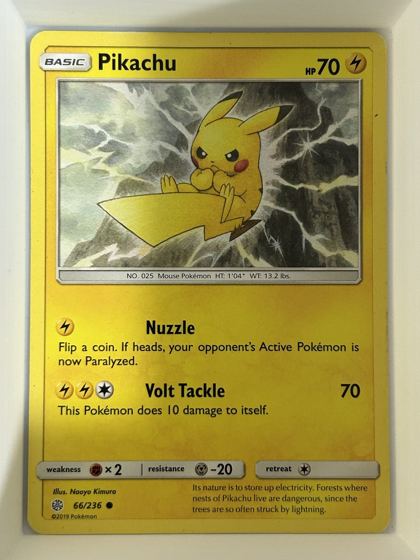 BASIC Pikachu HP 70
NO. 025 Mouse Pokémon HT: 1'04" WT: 13.2 lbs.
Nuzzle
Flip a coin. If heads, your opponent's Active Pokémon is
now Paralyzed.
Volt Tackle 70
This Pokémon does 10 damage to itself.
weakness × 2 resistance -20 retreat
Illus. Naoyo Kimura
66/236
©2019 Pokémon
Its nature is to store up electricity. Forests where
nests of Pikachu live are dangerous, since the
trees are so often struck by lightning.